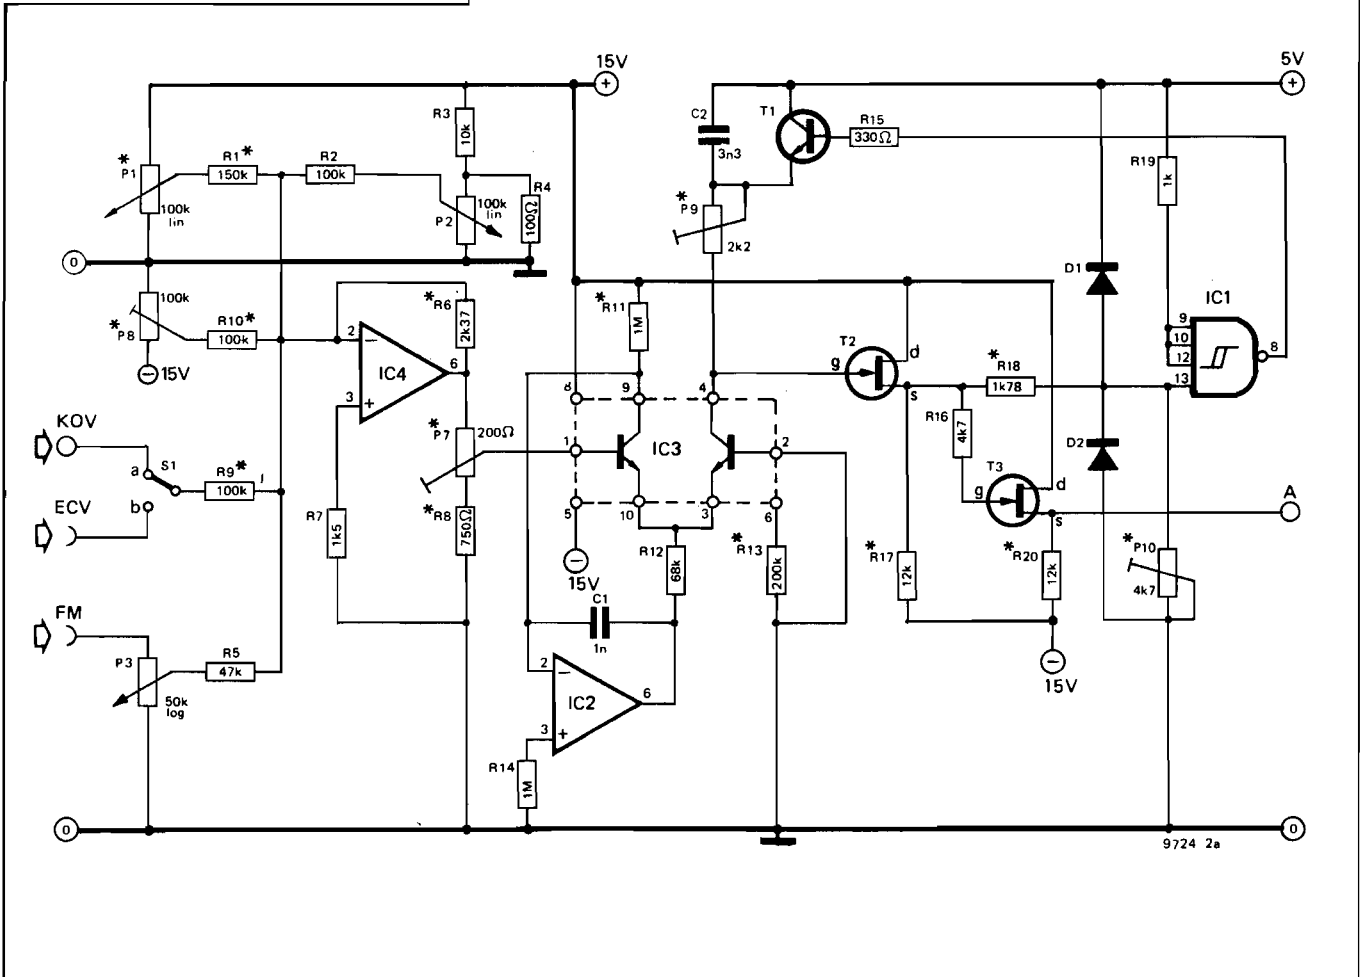 15V
+
5V
+
R3
10k
C2
3n3
T1
R15
330Ω
*
P1
100k
lin
R1*
150k
R2
100k
R4
100Ω
100k
lin
P2
R19
1k
*
P9
2k2
0
100k
*P8
R10*
100k
−15V
*R6
2k37
*R11
1M
D1
IC1
9
10
12
13
8
2
−
IC4
6
3
+
T2
g
d
s
*
R18
1k78
KOV
a
S1
b
ECV
R9*
100k
*
P7
200Ω
8
9
4
1
IC3
2
5
10
3
6
R16
4k7
D2
T3
g
d
s
A
R7
1k5
*R8
750Ω
−
15V
R12
68k
*
R13
200k
*
R17
12k
*
R20
12k
*
P10
4k7
FM
P3
50k
log
R5
47k
C1
1n
−
15V
2
−
IC2
6
3
+
R14
1M
0
0
9724 2a